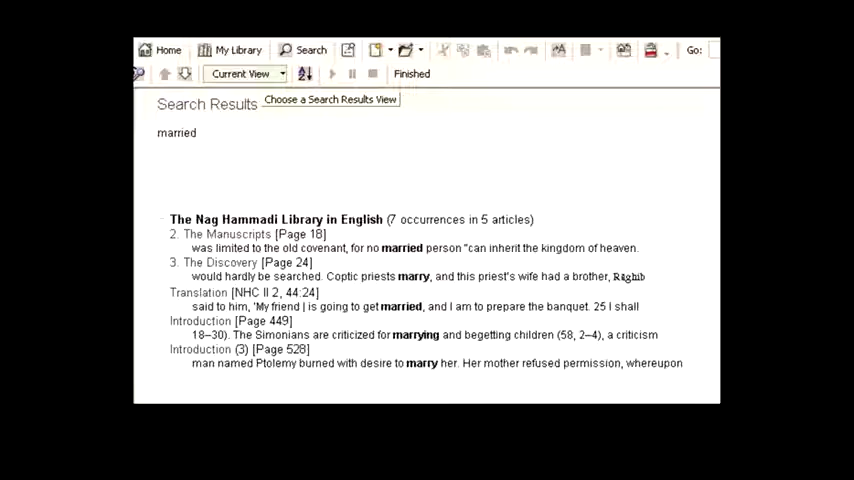 Home My Library Search Go:
Current View Finished
Search Results Choose a Search Results View
married
The Nag Hammadi Library in English (7 occurrences in 5 articles)
2. The Manuscripts [Page 18]
was limited to the old covenant, for no married person "can inherit the kingdom of heaven.
3. The Discovery [Page 24]
would hardly be searched. Coptic priests marry, and this priest's wife had a brother, Rāghib
Translation [NHC II 2, 44:24]
said to him, 'My friend | is going to get married, and I am to prepare the banquet. 25 I shall
Introduction [Page 449]
18–30). The Simonians are criticized for marrying and begetting children (58, 2–4), a criticism
Introduction (3) [Page 528]
man named Ptolemy burned with desire to marry her. Her mother refused permission, whereupon